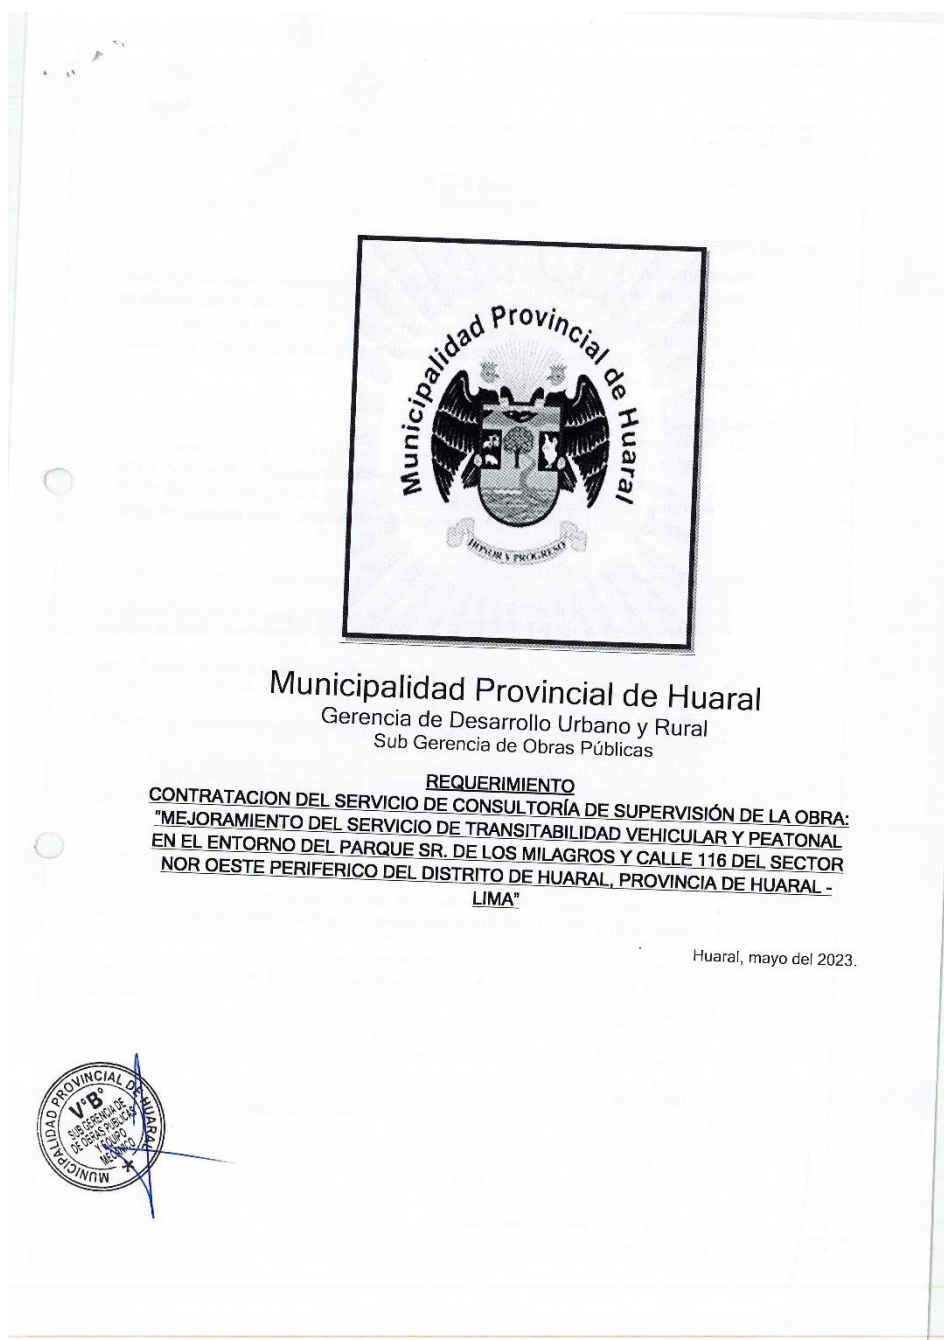 Municipalidad Provincial de Huaral
HONOR Y PROGRESO
Municipalidad Provincial de Huaral
Gerencia de Desarrollo Urbano y Rural
Sub Gerencia de Obras Públicas
REQUERIMIENTO
CONTRATACION DEL SERVICIO DE CONSULTORÍA DE SUPERVISIÓN DE LA OBRA:
"MEJORAMIENTO DEL SERVICIO DE TRANSITABILIDAD VEHICULAR Y PEATONAL
EN EL ENTORNO DEL PARQUE SR. DE LOS MILAGROS Y CALLE 116 DEL SECTOR
NOR OESTE PERIFERICO DEL DISTRITO DE HUARAL, PROVINCIA DE HUARAL -
LIMA"
Huaral, mayo del 2023.
MUNICIPALIDAD PROVINCIAL DE HUARAL
V°B°
SUB GERENCIA DE
DE OBRAS PUBLICAS
Y EQUIPO
MECANICO